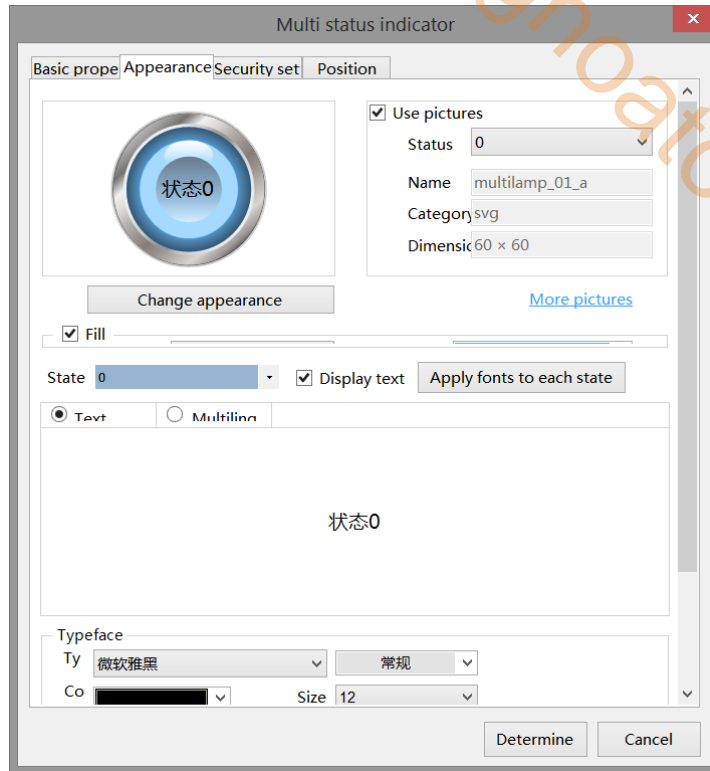 Multi status indicator
×
Basic prope Appearance Security set Position
Use pictures
Status 0
状态0
Name multilamp_01_a
Category svg
Dimensic 60 × 60
Change appearance
More pictures
Fill
State 0
Display text
Apply fonts to each state
Text
Multiling
状态0
Typeface
Ty 微软雅黑 常规
Co
Size 12
Determine
Cancel